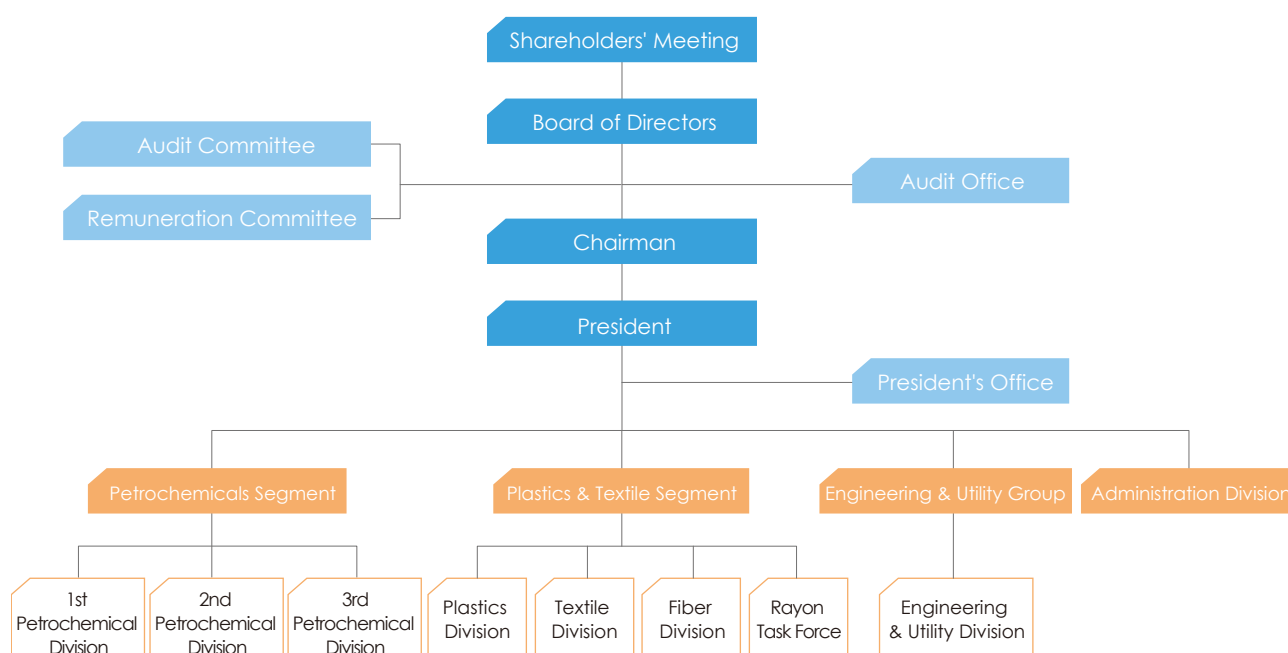 Shareholders' Meeting
Board of Directors
Audit Committee
Audit Office
Remuneration Committee
Chairman
President
President's Office
Petrochemicals Segment
Plastics & Textile Segment
Engineering & Utility Group
Administration Division
1st
Petrochemical
Division
2nd
Petrochemical
Division
3rd
Petrochemical
Division
Plastics
Division
Textile
Division
Fiber
Division
Rayon
Task Force
Engineering
& Utility Division